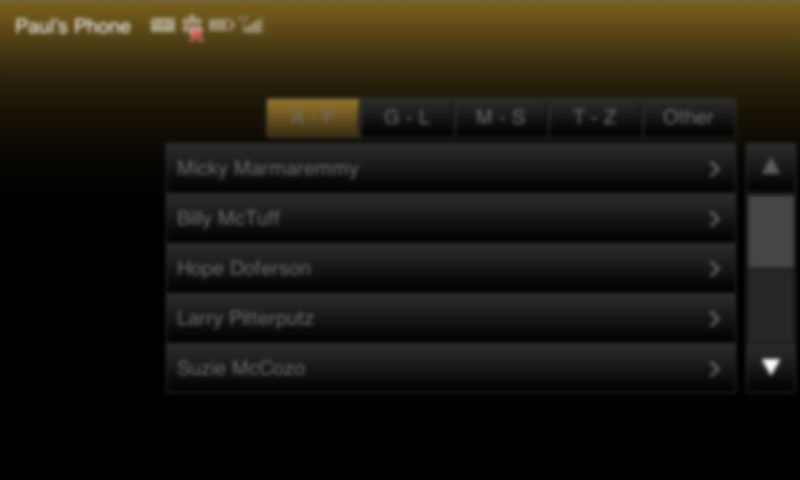 Paul's Phone
A - F G - L M - S T - Z Other
Micky Marmaremmy
Billy McTuff
Hope Doferson
Larry Pitterputz
Suzie McCozo